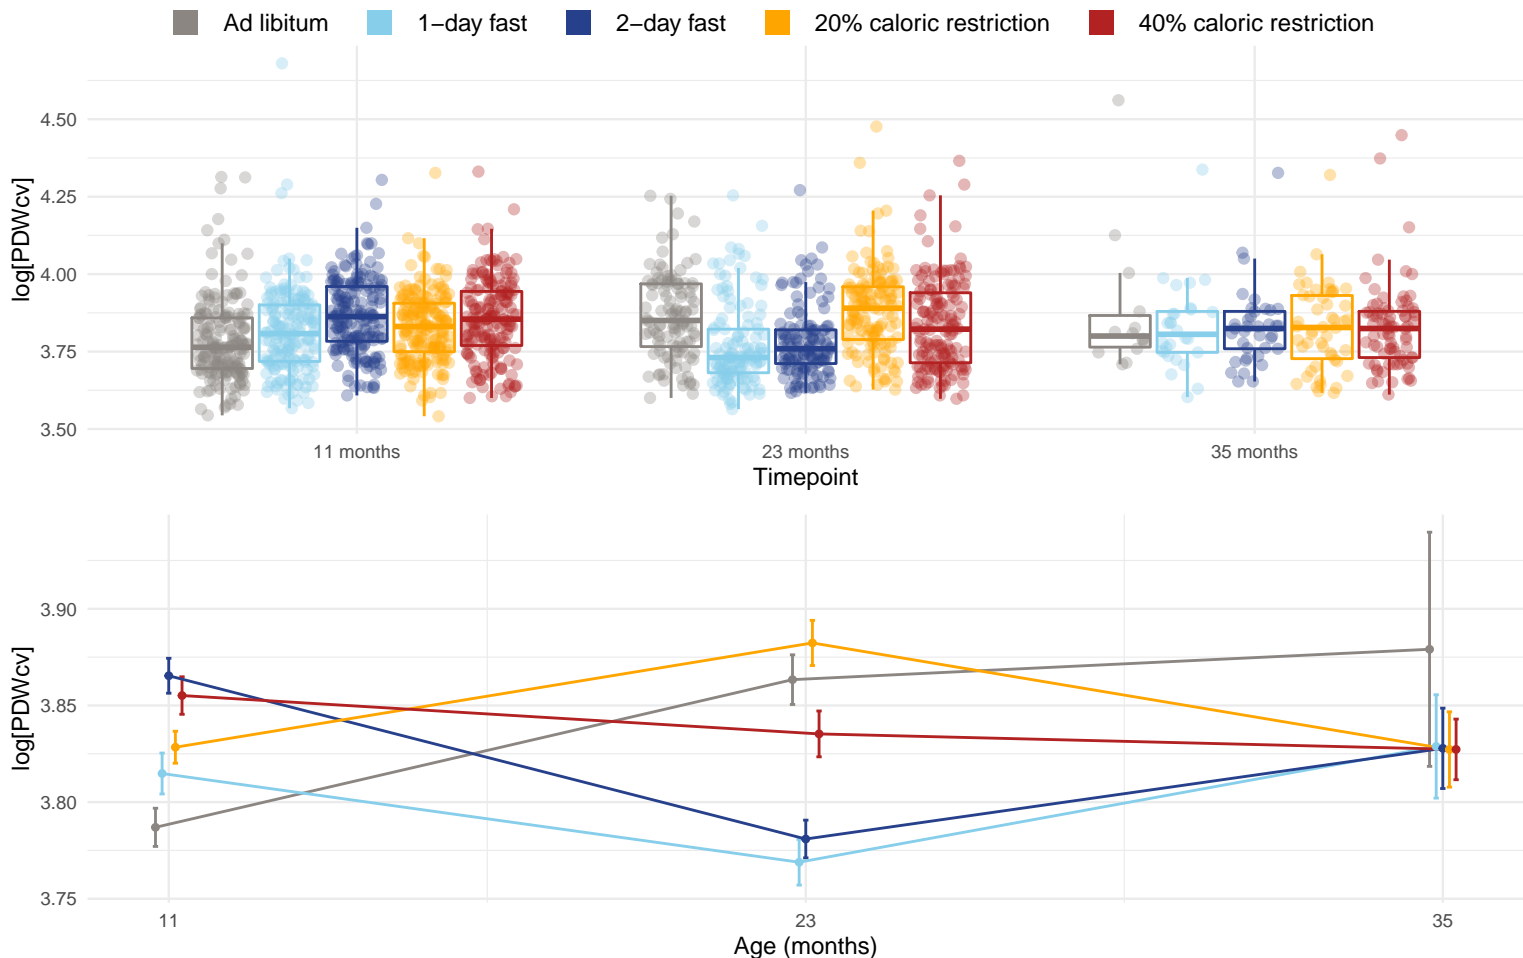 Ad libitum 1−day fast 2−day fast 20% caloric restriction 40% caloric restriction
log[PDWcv]
4.50
4.25
4.00
3.75
3.50
11 months 23 months 35 months
Timepoint
log[PDWcv]
3.90
3.85
3.80
3.75
11 23 35
Age (months)